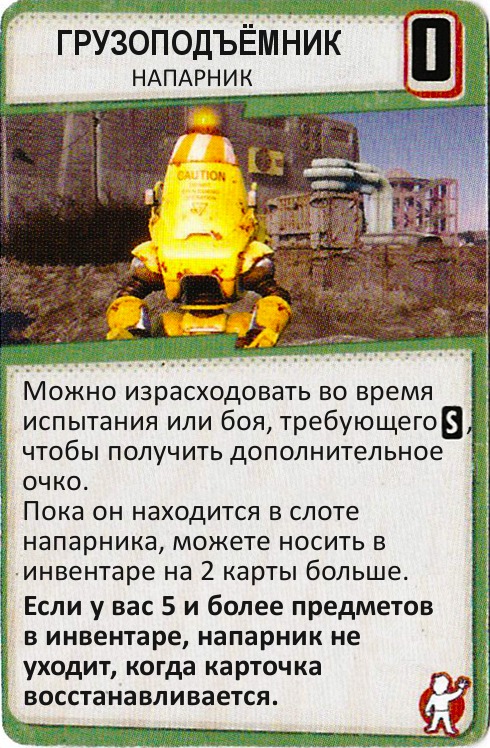 ГРУЗОПОДЪЁМНИК
НАПАРНИК
I
CAUTION
Можно израсходовать во время
испытания или боя, требующего S,
чтобы получить дополнительное
очко.
Пока он находится в слоте
напарника, можете носить в
инвентаре на 2 карты больше.
Если у вас 5 и более предметов
в инвентаре, напарник не
уходит, когда карточка
восстанавливается.